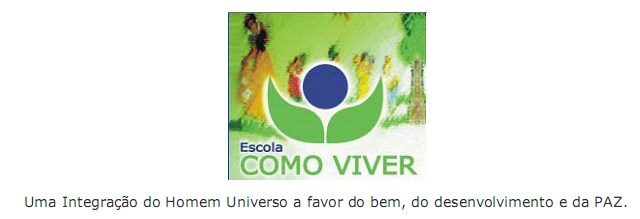 Escola
COMO VIVER
Uma Integração do Homem Universo a favor do bem, do desenvolvimento e da PAZ.